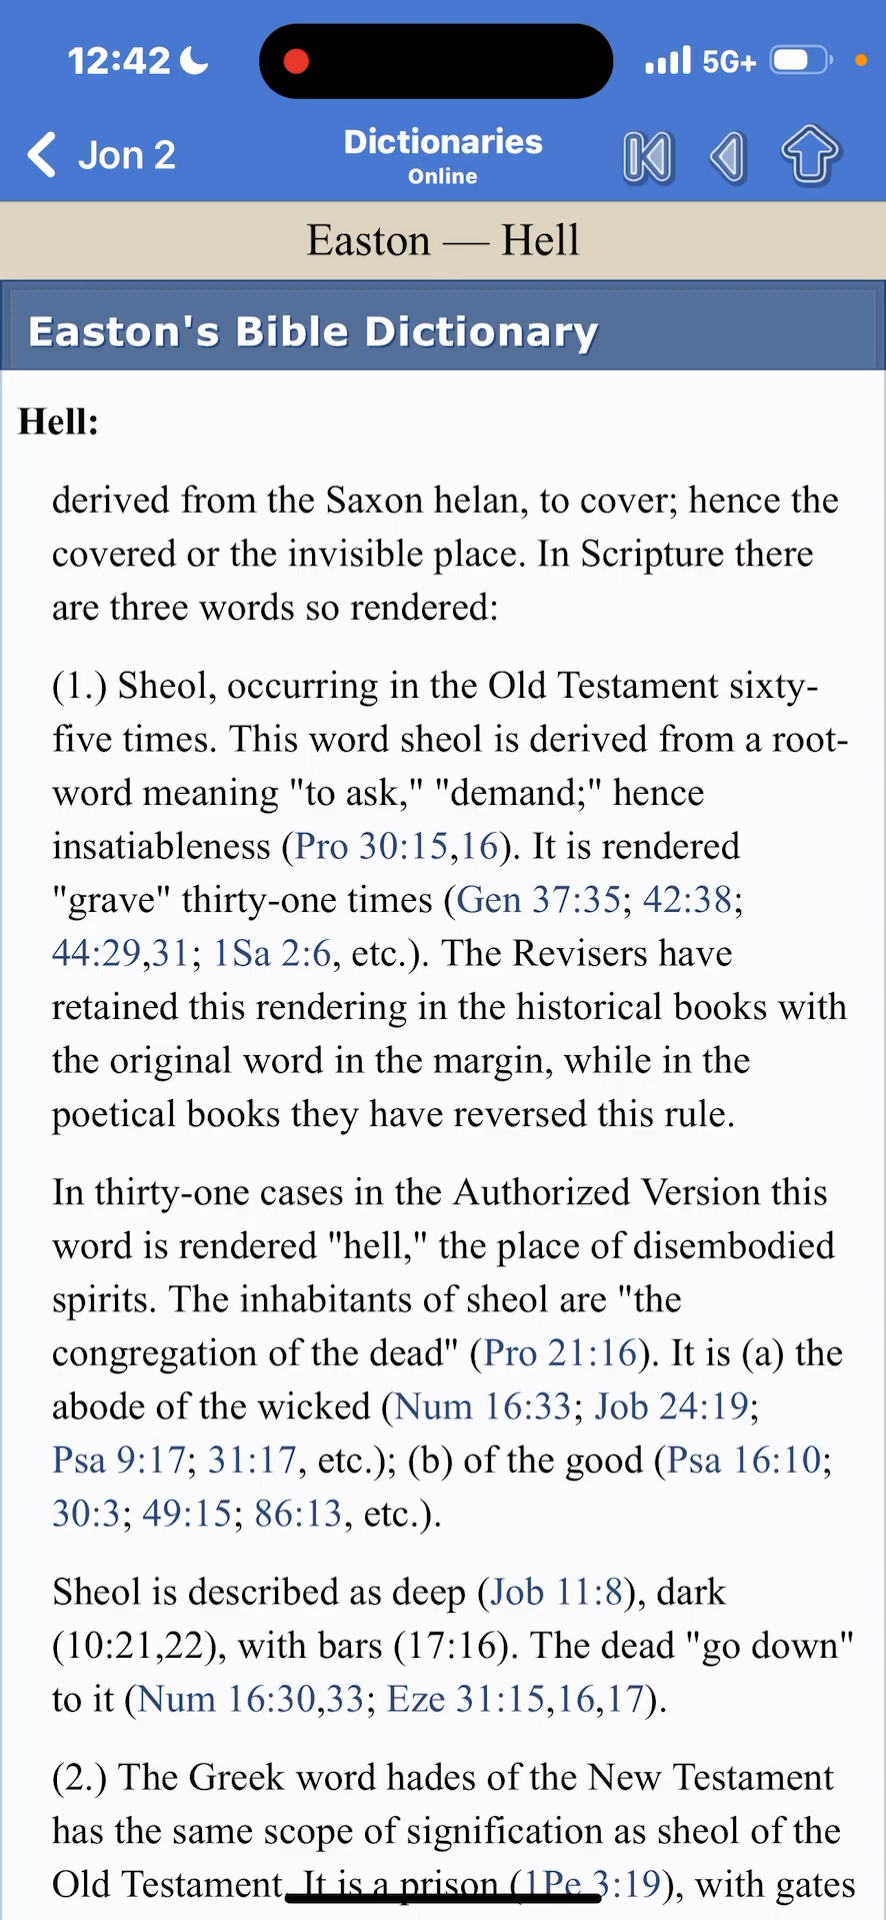 12:42
5G+
Jon 2
Dictionaries
Online
Easton — Hell
Easton's Bible Dictionary
Hell:
derived from the Saxon helan, to cover; hence the
covered or the invisible place. In Scripture there
are three words so rendered:
(1.) Sheol, occurring in the Old Testament sixty-
five times. This word sheol is derived from a root-
word meaning "to ask," "demand;" hence
insatiableness (Pro 30:15,16). It is rendered
"grave" thirty-one times (Gen 37:35; 42:38;
44:29,31; 1Sa 2:6, etc.). The Revisers have
retained this rendering in the historical books with
the original word in the margin, while in the
poetical books they have reversed this rule.
In thirty-one cases in the Authorized Version this
word is rendered "hell," the place of disembodied
spirits. The inhabitants of sheol are "the
congregation of the dead" (Pro 21:16). It is (a) the
abode of the wicked (Num 16:33; Job 24:19;
Psa 9:17; 31:17, etc.); (b) of the good (Psa 16:10;
30:3; 49:15; 86:13, etc.).
Sheol is described as deep (Job 11:8), dark
(10:21,22), with bars (17:16). The dead "go down"
to it (Num 16:30,33; Eze 31:15,16,17).
(2.) The Greek word hades of the New Testament
has the same scope of signification as sheol of the
Old Testament. It is a prison (1Pe 3:19), with gates